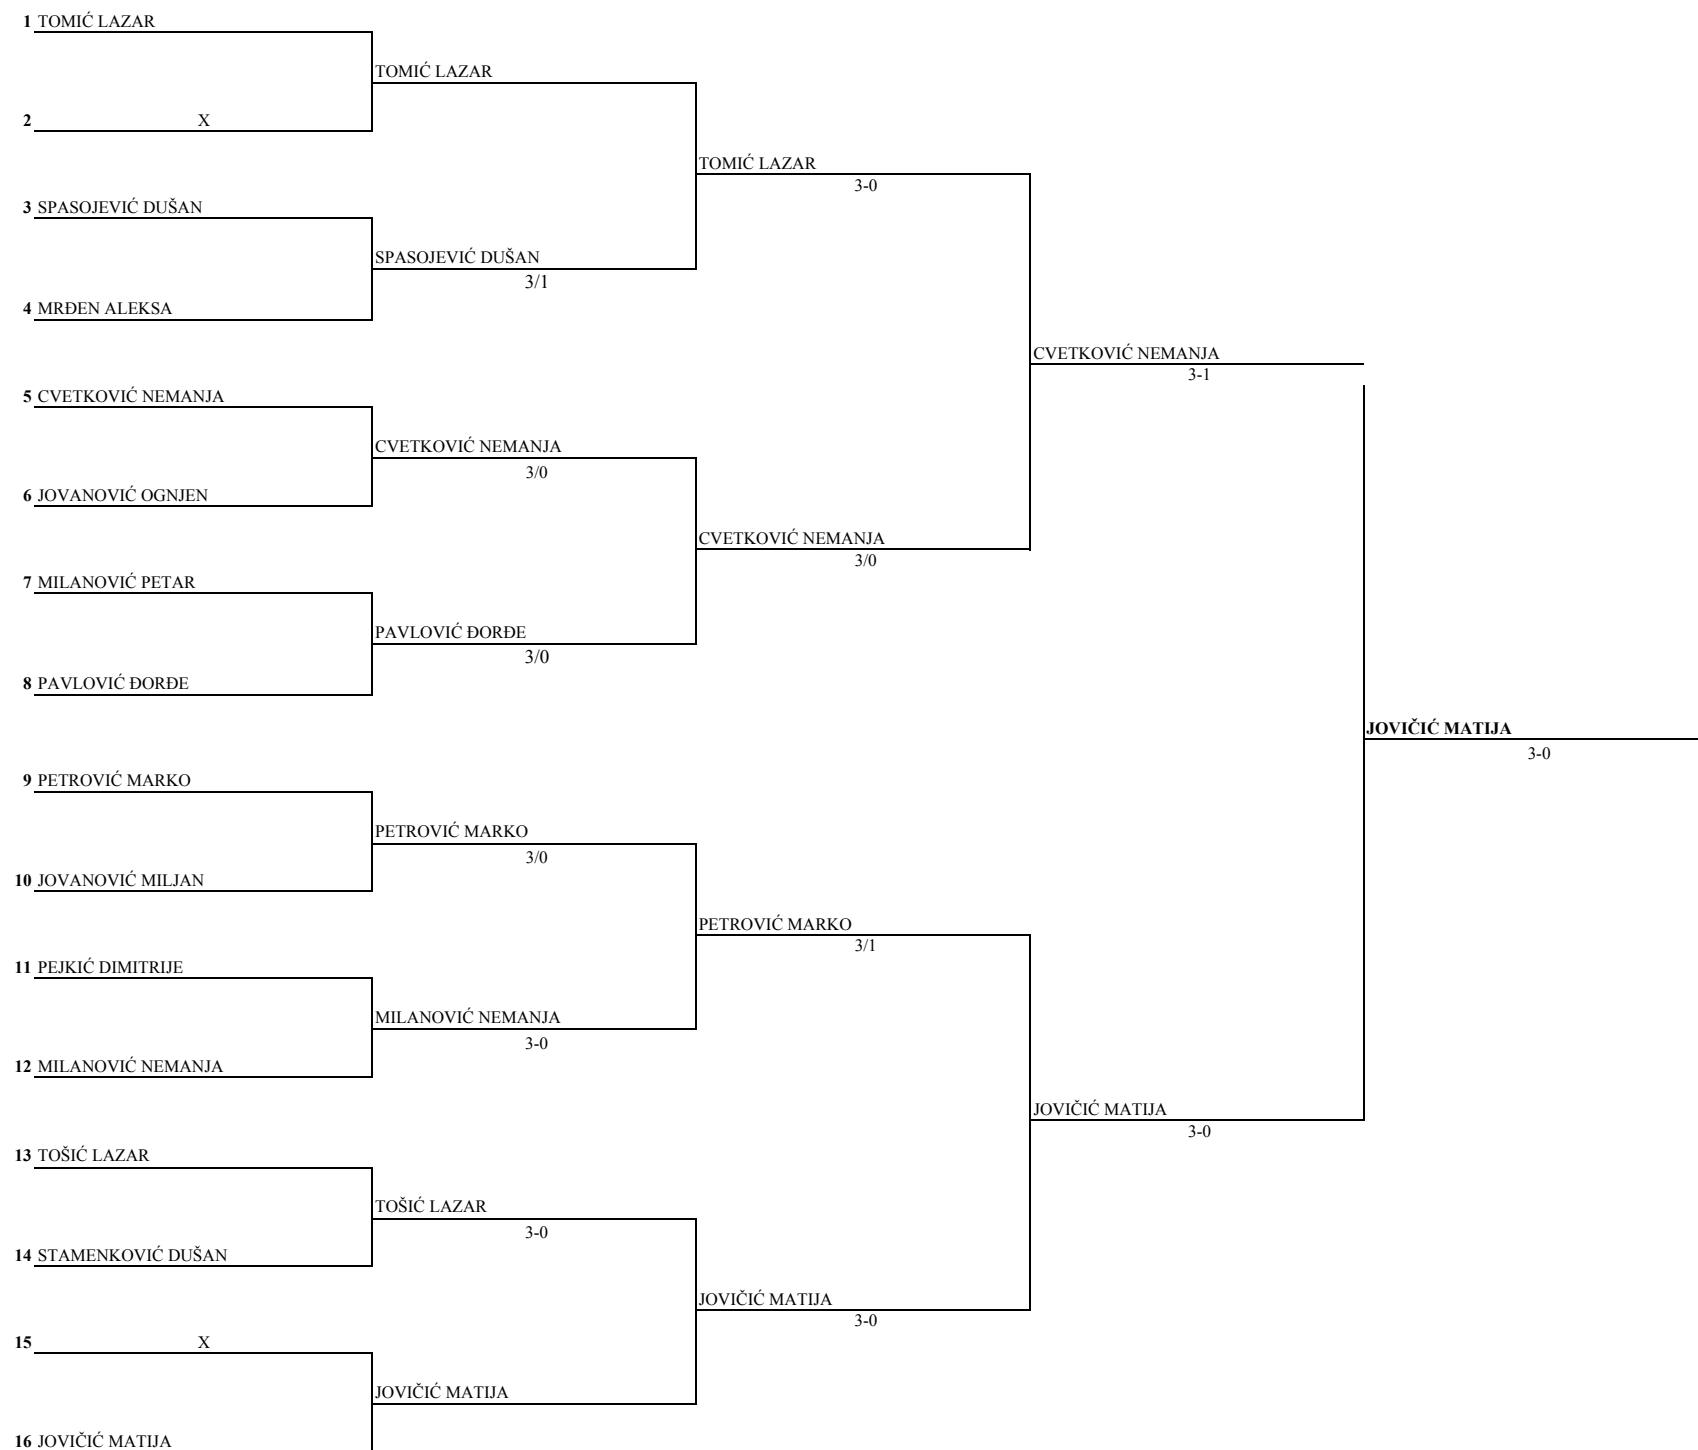 1 TOMIĆ LAZAR
TOMIĆ LAZAR
2 X
TOMIĆ LAZAR
3-0
3 SPASOJEVIĆ DUŠAN
SPASOJEVIĆ DUŠAN
3/1
4 MRĐEN ALEKSA
CVETKOVIĆ NEMANJA
3-1
5 CVETKOVIĆ NEMANJA
CVETKOVIĆ NEMANJA
3/0
6 JOVANOVIĆ OGNJEN
CVETKOVIĆ NEMANJA
3/0
7 MILANOVIĆ PETAR
PAVLOVIĆ ĐORĐE
3/0
8 PAVLOVIĆ ĐORĐE
JOVIČIĆ MATIJA
3-0
9 PETROVIĆ MARKO
PETROVIĆ MARKO
3/0
10 JOVANOVIĆ MILJAN
PETROVIĆ MARKO
3/1
11 PEJKIĆ DIMITRIJE
MILANOVIĆ NEMANJA
3-0
12 MILANOVIĆ NEMANJA
JOVIČIĆ MATIJA
3-0
13 TOŠIĆ LAZAR
TOŠIĆ LAZAR
3-0
14 STAMENKOVIĆ DUŠAN
JOVIČIĆ MATIJA
3-0
15 X
JOVIČIĆ MATIJA
16 JOVIČIĆ MATIJA